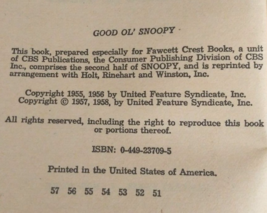 GOOD OL' SNOOPY
This book, prepared especially for Fawcett Crest Books, a unit
of CBS Publications, the Consumer Publishing Division of CBS
Inc., comprises the second half of SNOOPY, and is reprinted by
arrangement with Holt, Rinehart and Winston, Inc.
Copyright 1955, 1956 by United Feature Syndicate, Inc.
Copyright © 1957, 1958, by United Feature Syndicate, Inc.
All rights reserved, including the right to reproduce this book
or portions thereof.
ISBN: 0-449-23709-5
Printed in the United States of America.
57 56 55 54 53 52 51